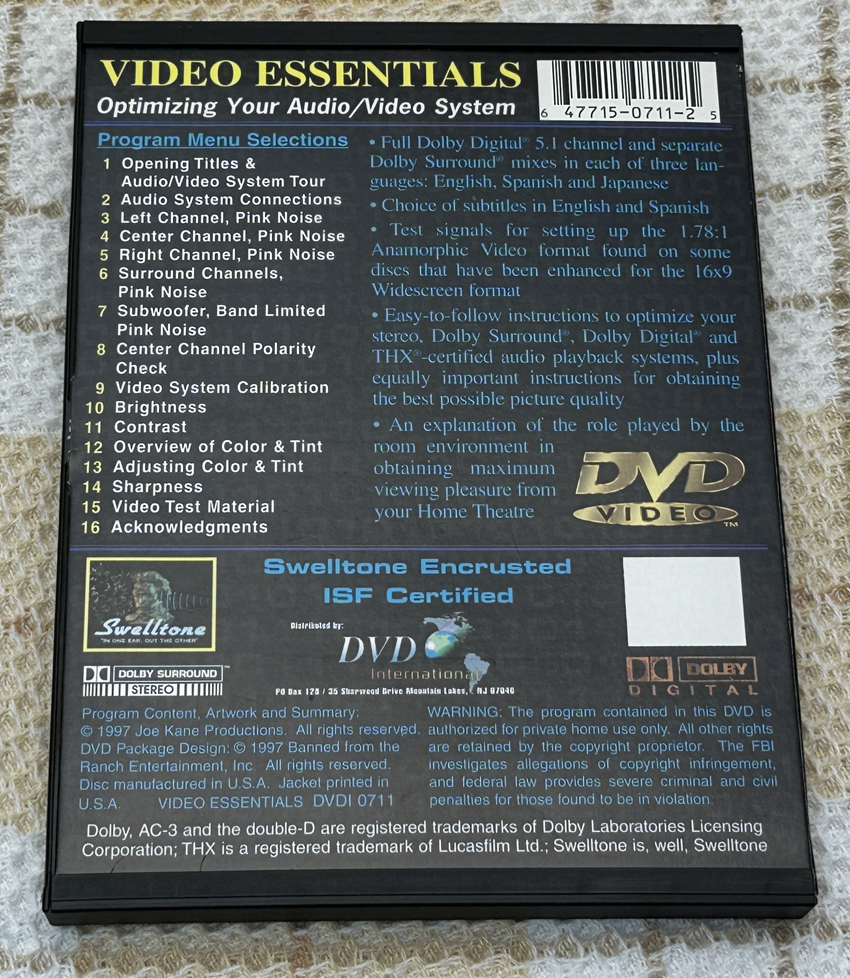 VIDEO ESSENTIALS
Optimizing Your Audio/Video System
6 47715-0711-2 5
Program Menu Selections
1 Opening Titles &
Audio/Video System Tour
2 Audio System Connections
3 Left Channel, Pink Noise
4 Center Channel, Pink Noise
5 Right Channel, Pink Noise
6 Surround Channels,
Pink Noise
7 Subwoofer, Band Limited
Pink Noise
8 Center Channel Polarity
Check
9 Video System Calibration
10 Brightness
11 Contrast
12 Overview of Color & Tint
13 Adjusting Color & Tint
14 Sharpness
15 Video Test Material
16 Acknowledgments
• Full Dolby Digital® 5.1 channel and separate
Dolby Surround® mixes in each of three lan-
guages: English, Spanish and Japanese
• Choice of subtitles in English and Spanish
• Test signals for setting up the 1.78:1
Anamorphic Video format found on some
discs that have been enhanced for the 16x9
Widescreen format
• Easy-to-follow instructions to optimize your
stereo, Dolby Surround®, Dolby Digital® and
THX®-certified audio playback systems, plus
equally important instructions for obtaining
the best possible picture quality
• An explanation of the role played by the
room environment in
obtaining maximum
viewing pleasure from
your Home Theatre
DVD
VIDEO™
Swelltone
"IN ONE EAR, OUT THE OTHER"
Swelltone Encrusted
ISF Certified
Distributed by:
DVD
International
PO Box 128 / 35 Sherwood Drive Mountain Lakes, NJ 07046
DOLBY SURROUND™
STEREO
DOLBY
DIGITAL
Program Content, Artwork and Summary:
© 1997 Joe Kane Productions. All rights reserved.
DVD Package Design: © 1997 Banned from the
Ranch Entertainment, Inc. All rights reserved.
Disc manufactured in U.S.A. Jacket printed in
U.S.A. VIDEO ESSENTIALS DVDI 0711
WARNING: The program contained in this DVD is
authorized for private home use only. All other rights
are retained by the copyright proprietor. The FBI
investigates allegations of copyright infringement,
and federal law provides severe criminal and civil
penalties for those found to be in violation.
Dolby, AC-3 and the double-D are registered trademarks of Dolby Laboratories Licensing
Corporation; THX is a registered trademark of Lucasfilm Ltd.; Swelltone is, well, Swelltone